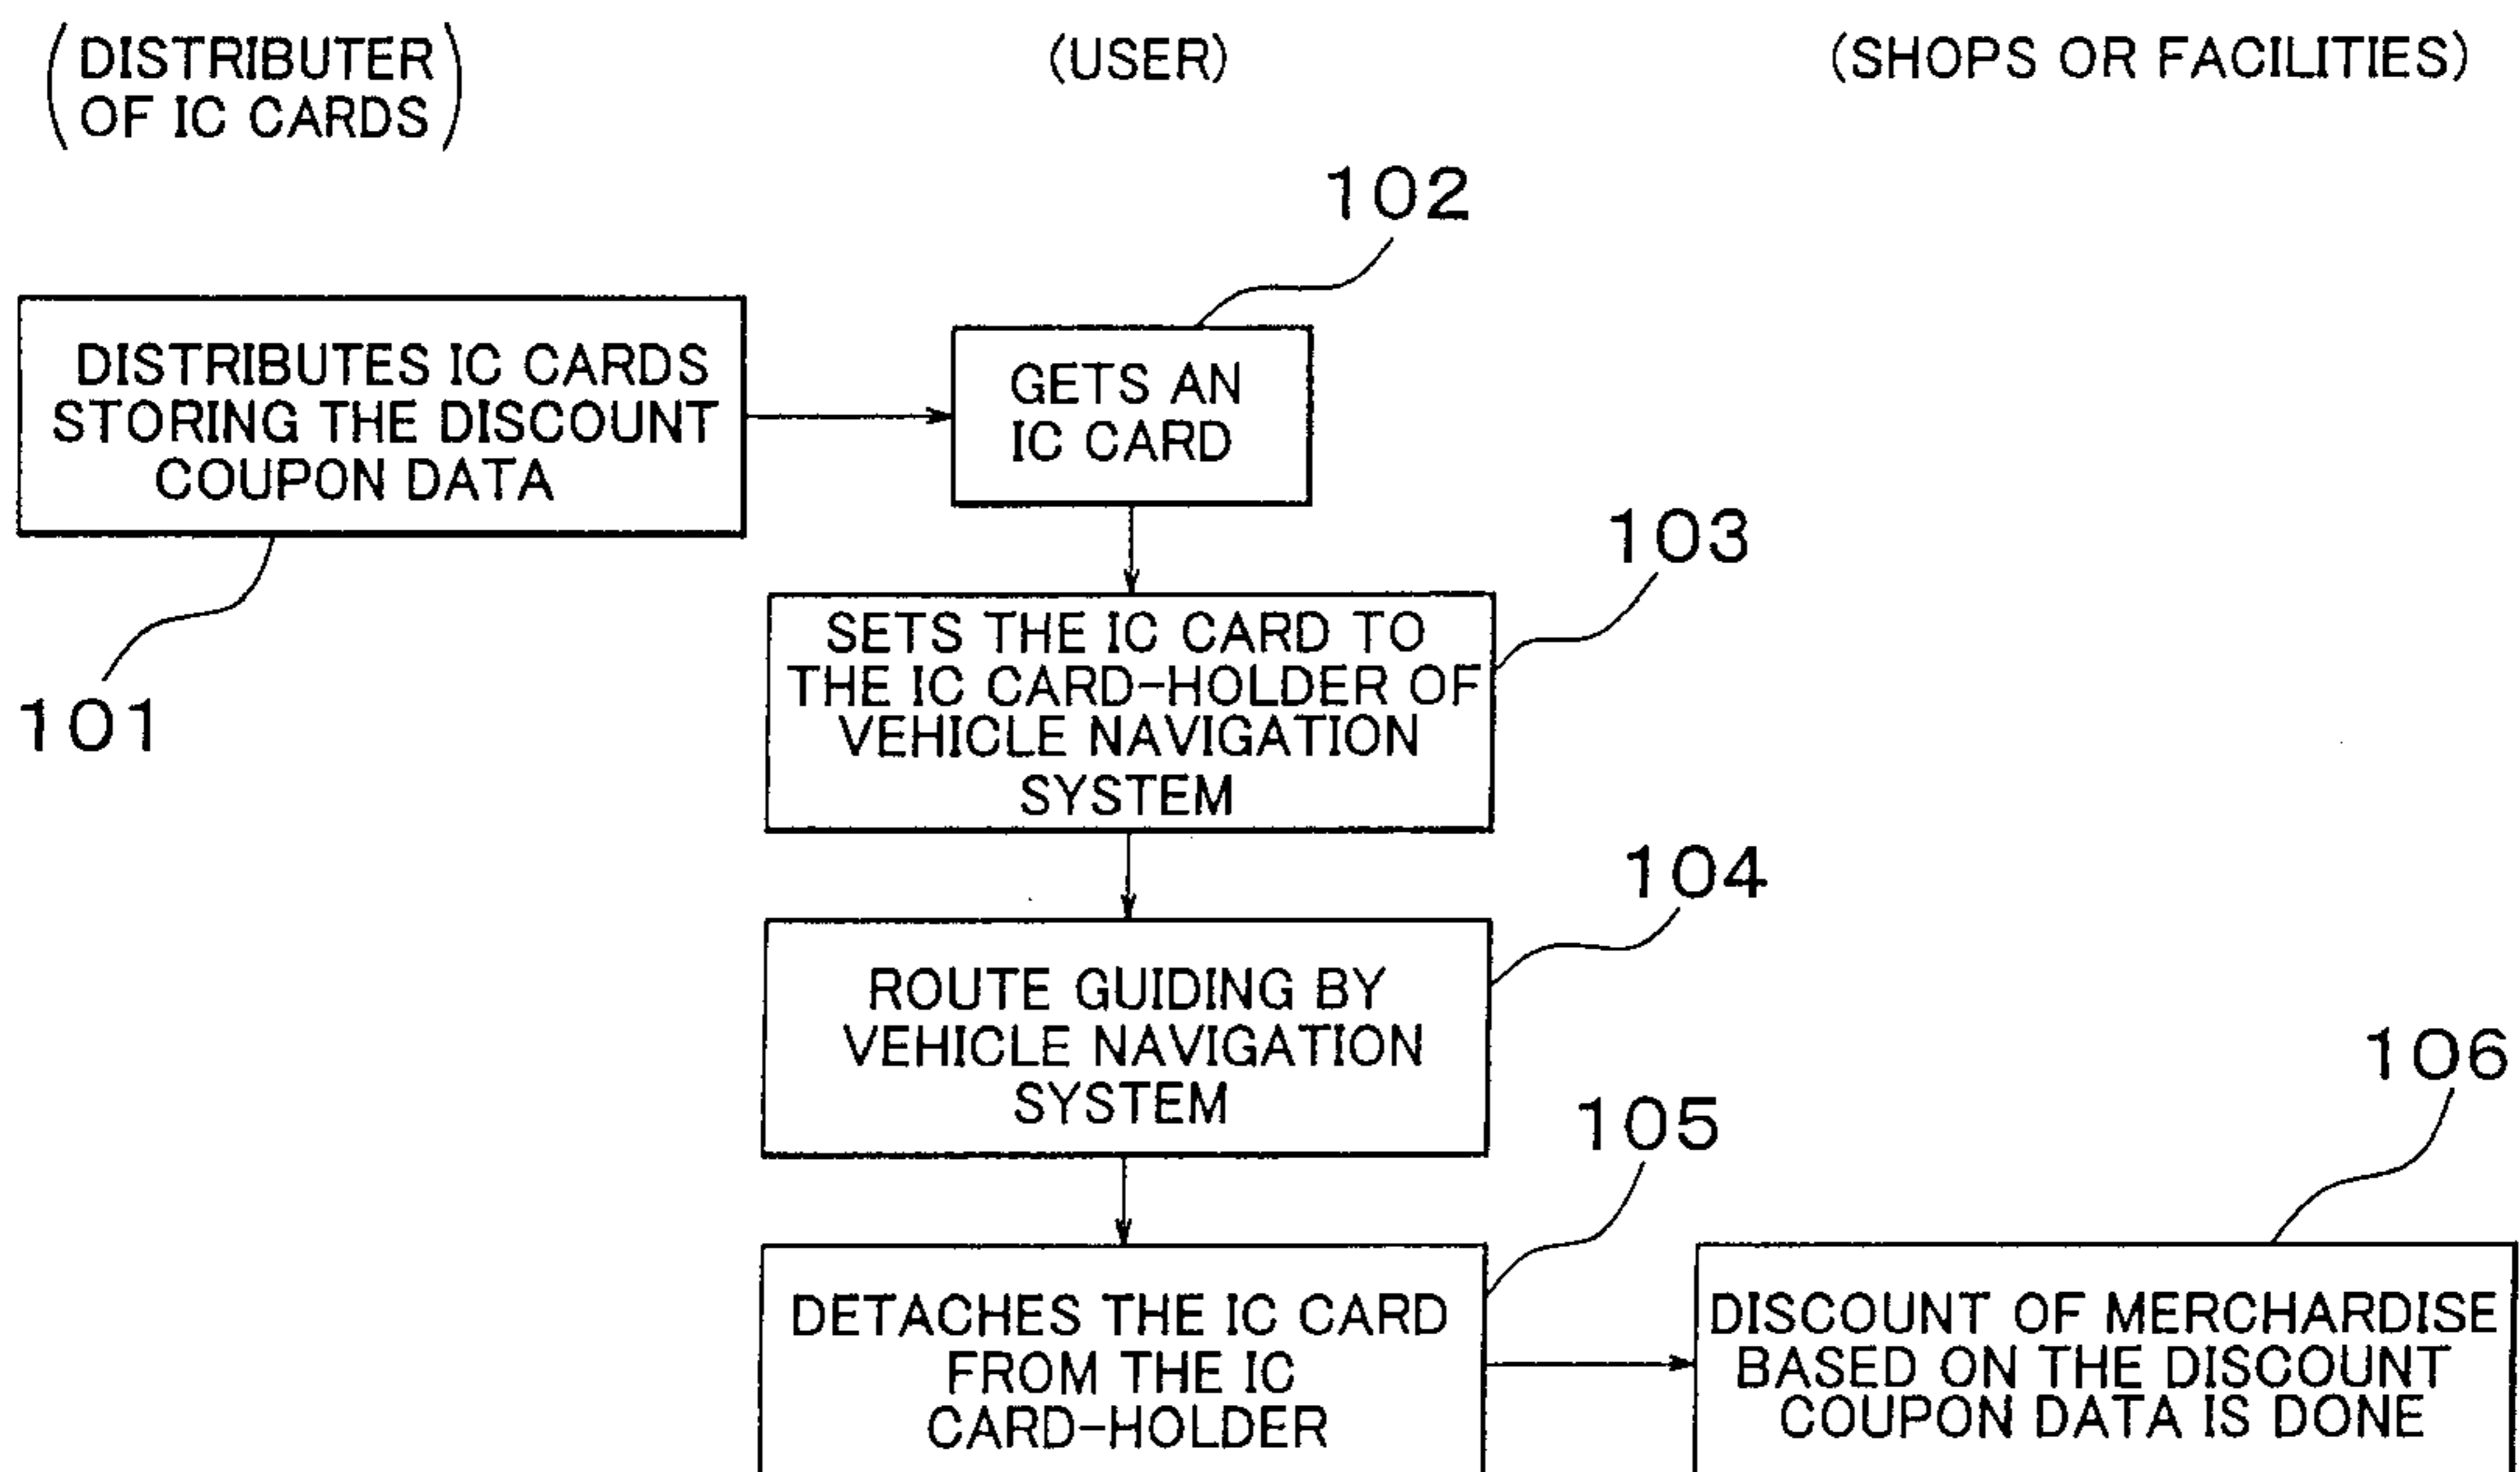 (DISTRIBUTER
OF IC CARDS)
(USER)
(SHOPS OR FACILITIES)
102
DISTRIBUTES IC CARDS
STORING THE DISCOUNT
COUPON DATA
GETS AN
IC CARD
101
103
SETS THE IC CARD TO
THE IC CARD-HOLDER OF
VEHICLE NAVIGATION
SYSTEM
104
ROUTE GUIDING BY
VEHICLE NAVIGATION
SYSTEM
105
106
DETACHES THE IC CARD
FROM THE IC
CARD-HOLDER
DISCOUNT OF MERCHARDISE
BASED ON THE DISCOUNT
COUPON DATA IS DONE